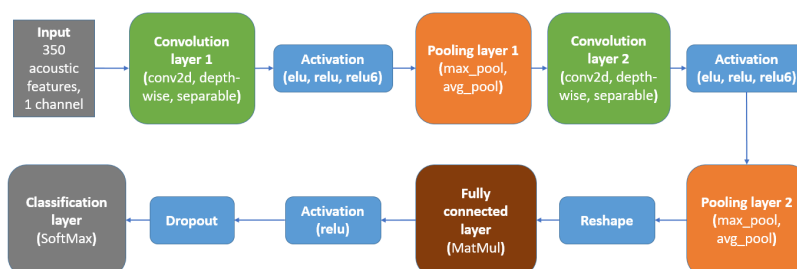 Input
350
acoustic
features,
1 channel
Convolution
layer 1
(conv2d, depth-
wise, separable)
Activation
(elu, relu, relu6)
Pooling layer 1
(max_pool,
avg_pool)
Convolution
layer 2
(conv2d, depth-
wise, separable)
Activation
(elu, relu, relu6)
Pooling layer 2
(max_pool,
avg_pool)
Reshape
Fully
connected
layer
(MatMul)
Activation
(relu)
Dropout
Classification
layer
(SoftMax)